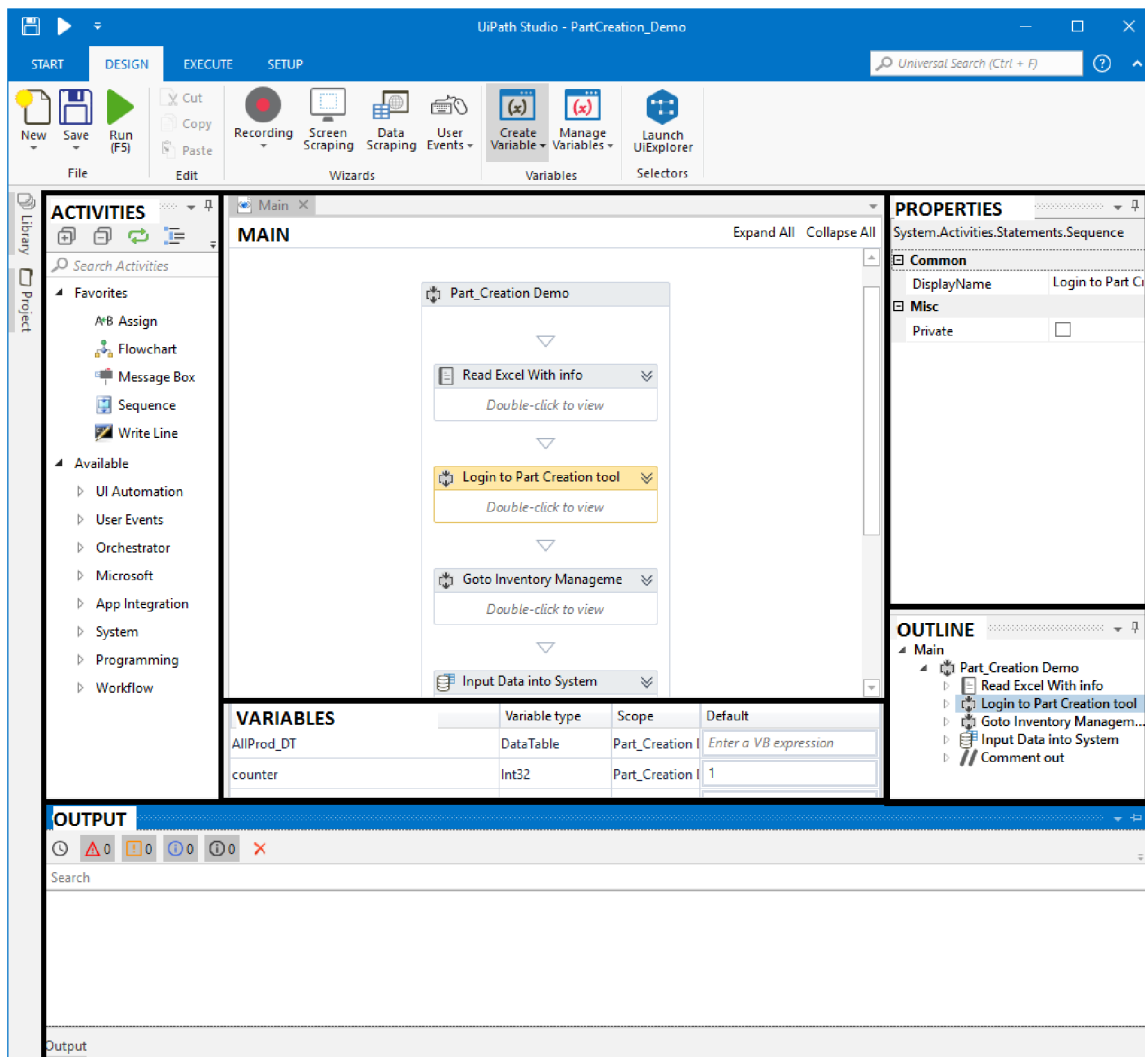 UiPath Studio - PartCreation_Demo
START DESIGN EXECUTE SETUP
Universal Search (Ctrl + F)
New
Save
Run
(F5)
File
Cut
Copy
Paste
Edit
Recording
Screen
Scraping
Data
Scraping
User
Events
Wizards
Create
Variable
Manage
Variables
Variables
Launch
UiExplorer
Selectors
Library
Project
ACTIVITIES
Search Activities
Favorites
A+B Assign
Flowchart
Message Box
Sequence
Write Line
Available
UI Automation
User Events
Orchestrator
Microsoft
App Integration
System
Programming
Workflow
Main
MAIN
Expand All Collapse All
Part_Creation Demo
Read Excel With info
Double-click to view
Login to Part Creation tool
Double-click to view
Goto Inventory Manageme
Double-click to view
Input Data into System
VARIABLES Variable type Scope Default
AllProd_DT DataTable Part_Creation Enter a VB expression
counter Int32 Part_Creation 1
PROPERTIES
System.Activities.Statements.Sequence
Common
DisplayName Login to Part
Misc
Private
OUTLINE
Main
Part_Creation Demo
Read Excel With info
Login to Part Creation tool
Goto Inventory Managem...
Input Data into System
// Comment out
OUTPUT
0 0 0 0
Search
Output